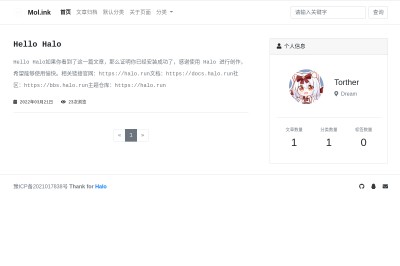 Mol.ink 首页 文章归档 默认分类 关于页面 分类 请输入关键字 查询
Hello Halo
Hello Halo如果你看到了这一篇文章，那么证明你已经安装成功了，感谢使用 Halo 进行创作，
希望能够使用愉快。相关链接官网：https://halo.run文档：https://docs.halo.run社
区：https://bbs.halo.run主题仓库：https://halo.run.
2022年03月21日 23次浏览
« 1 »
个人信息
Torther
Dream
文章数量 分类数量 标签数量
1 1 0
豫ICP备2021017838号 Thank for Halo